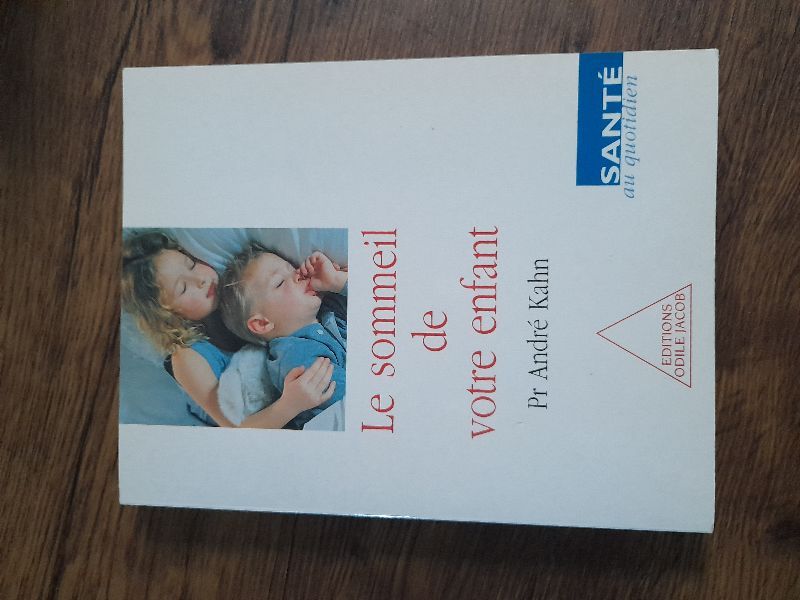 Le sommeil
de
votre enfant
Pr André Kahn
EDITIONS
ODILE JACOB
SANTÉ
au quotidien